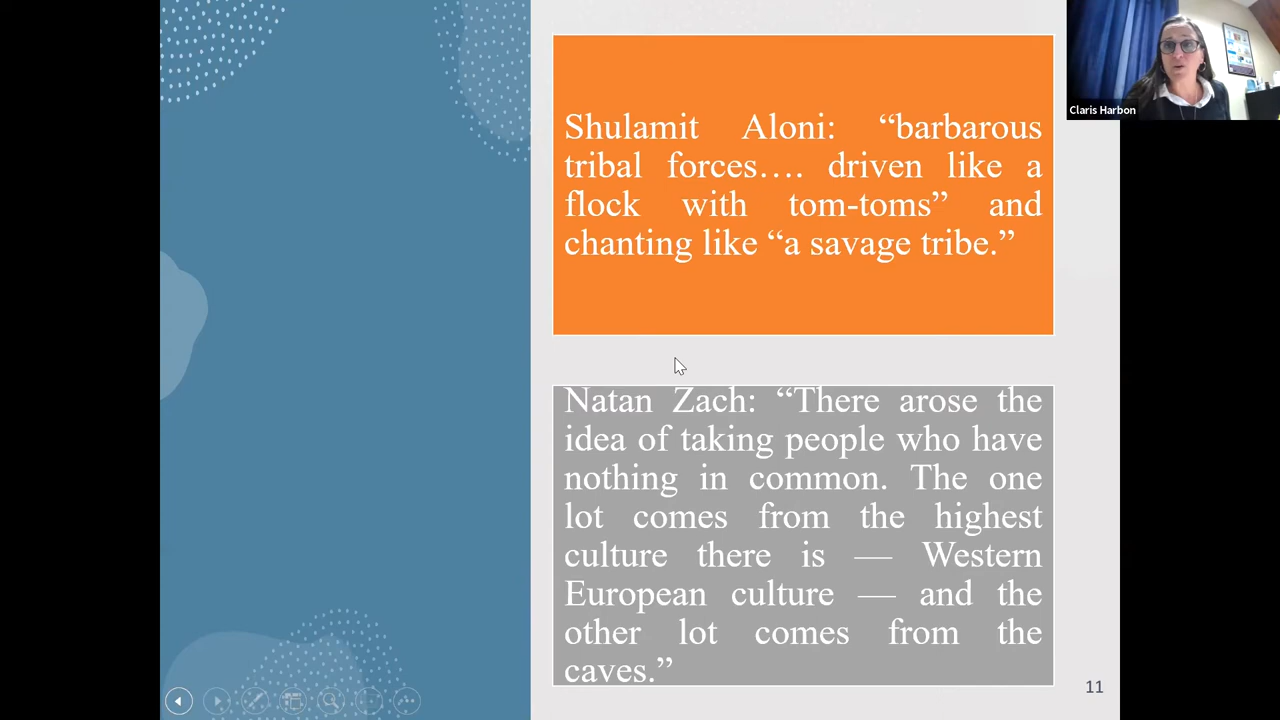 Shulamit Aloni: “barbarous
tribal forces…. driven like a
flock with tom-toms” and
chanting like “a savage tribe.”
Natan Zach: “There arose the
idea of taking people who have
nothing in common. The one
lot comes from the highest
culture there is — Western
European culture — and the
other lot comes from the
caves.”
11
Claris Harbon